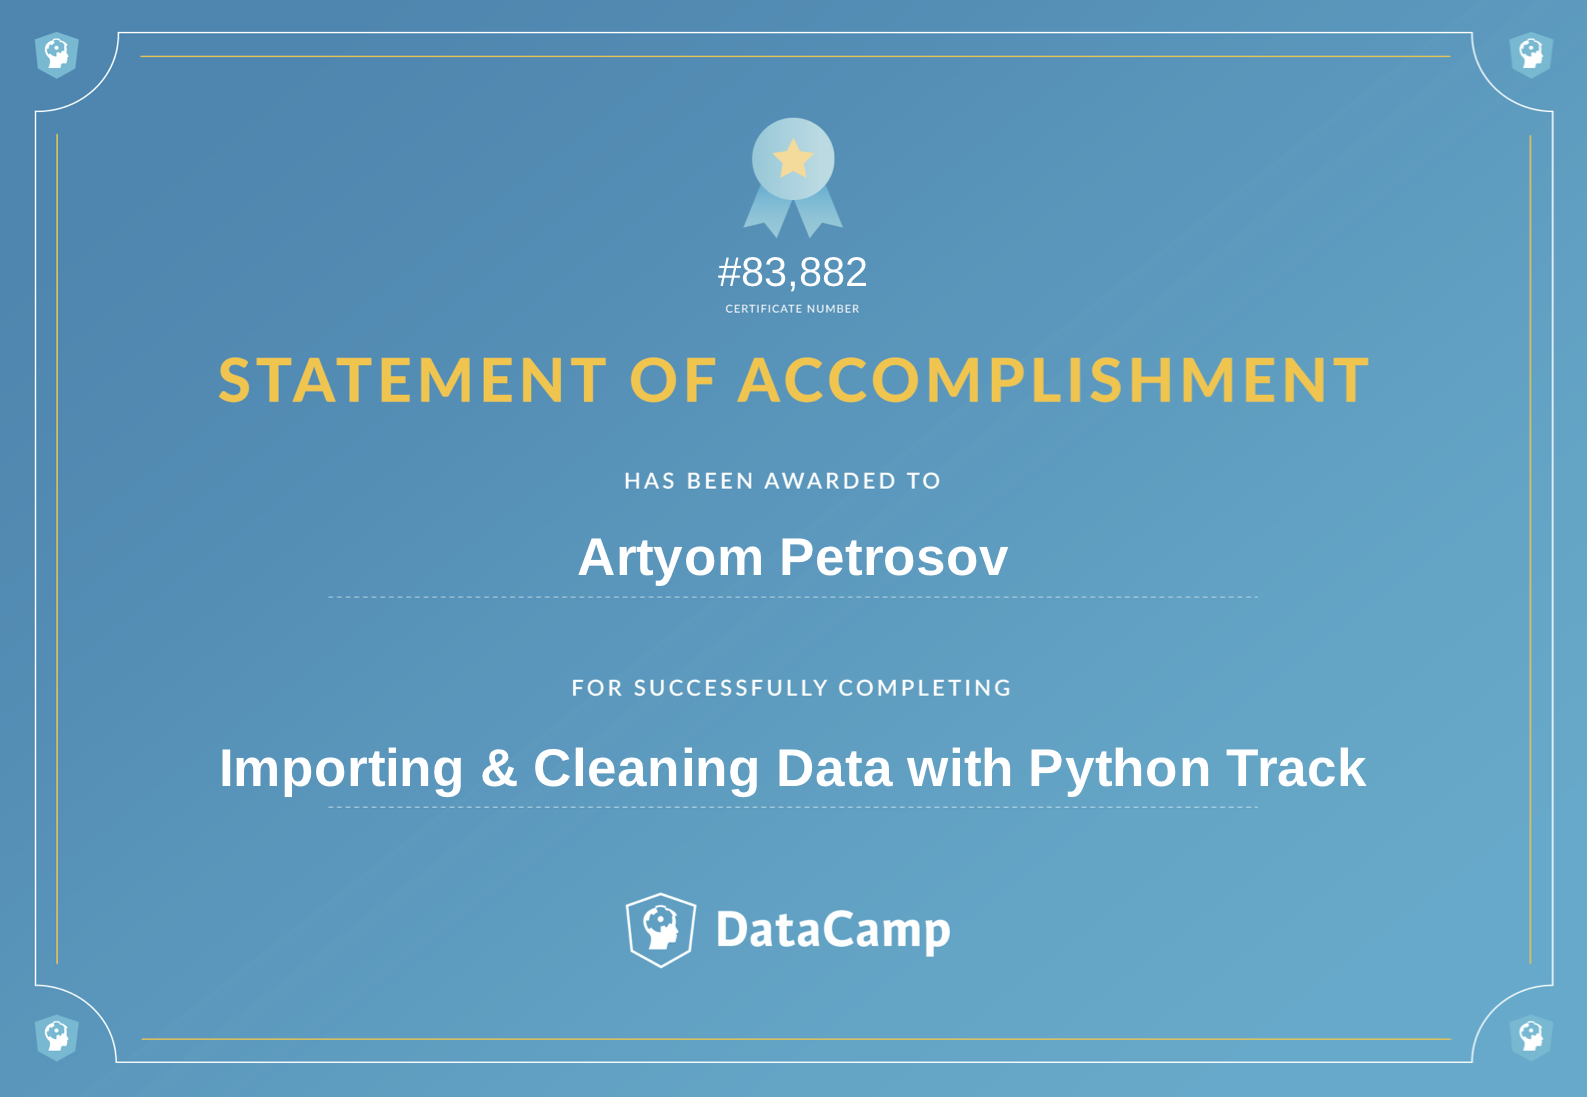 #83,882
CERTIFICATE NUMBER
STATEMENT OF ACCOMPLISHMENT
HAS BEEN AWARDED TO
Artyom Petrosov
FOR SUCCESSFULLY COMPLETING
Importing & Cleaning Data with Python Track
DataCamp